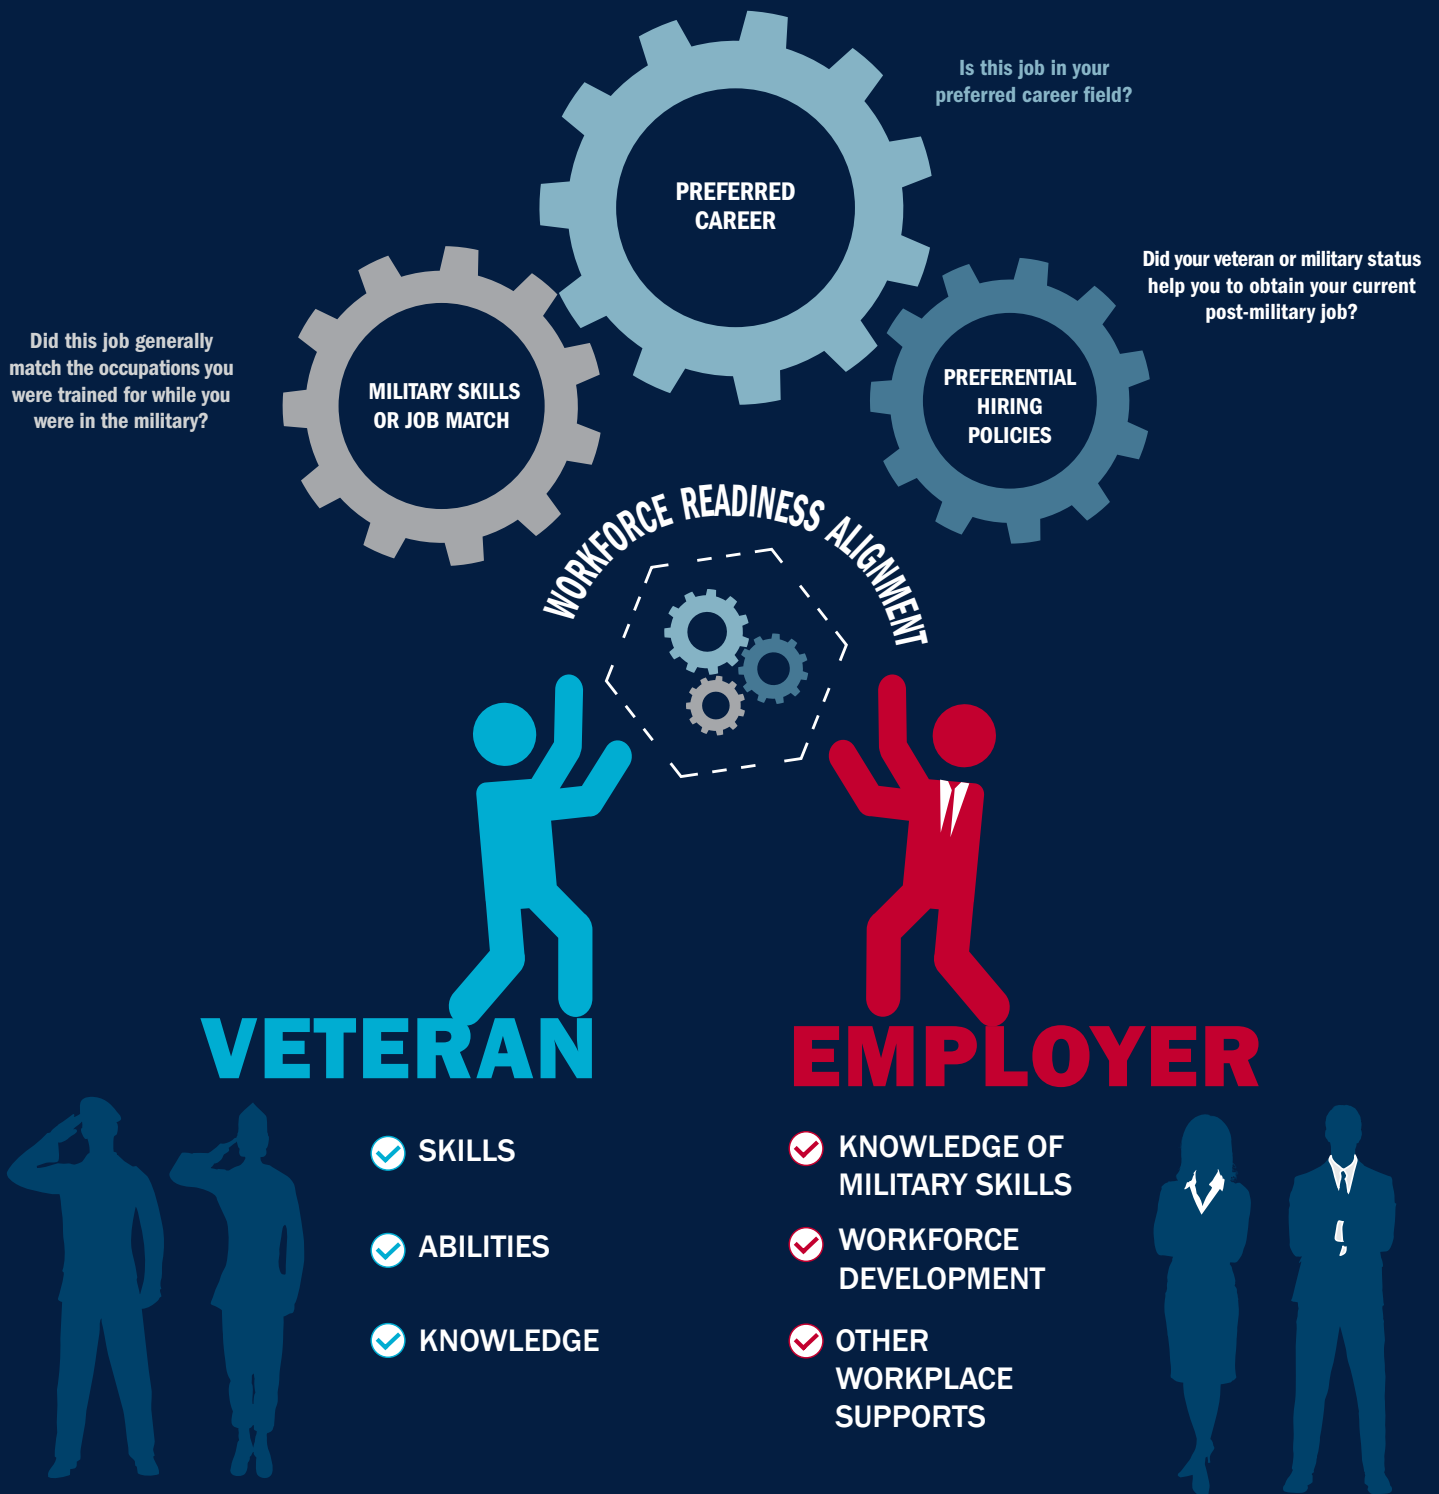 Is this job in your
preferred career field?
PREFERRED
CAREER
Did your veteran or military status
help you to obtain your current
post-military job?
Did this job generally
match the occupations you
were trained for while you
were in the military?
MILITARY SKILLS
OR JOB MATCH
PREFERENTIAL
HIRING
POLICIES
WORKFORCE READINESS ALIGNMENT
VETERAN
SKILLS
ABILITIES
KNOWLEDGE
EMPLOYER
KNOWLEDGE OF
MILITARY SKILLS
WORKFORCE
DEVELOPMENT
OTHER
WORKPLACE
SUPPORTS